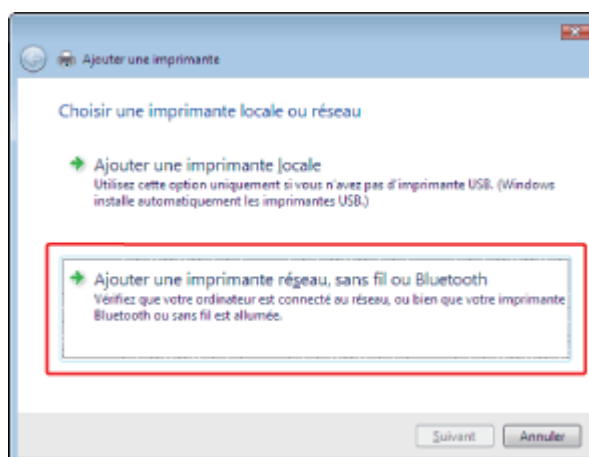 Ajouter une imprimante
Choisir une imprimante locale ou réseau
Ajouter une imprimante locale
Utilisez cette option uniquement si vous n'avez pas d'imprimante USB. (Windows
installe automatiquement les imprimantes USB.)
Ajouter une imprimante réseau, sans fil ou Bluetooth
Vérifiez que votre ordinateur est connecté au réseau, ou bien que votre imprimante
Bluetooth ou sans fil est allumée.
Suivant
Annuler